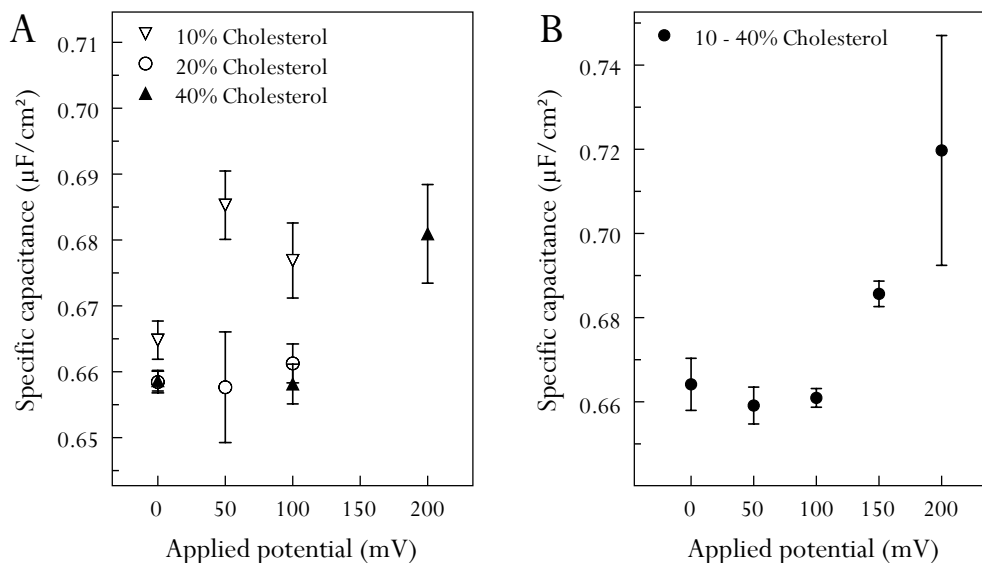 A
10% Cholesterol
20% Cholesterol
40% Cholesterol
Specific capacitance (µF/cm²)
0.71
0.70
0.69
0.68
0.67
0.66
0.65
0 50 100 150 200
Applied potential (mV)
B
10 - 40% Cholesterol
Specific capacitance (µF/cm²)
0.74
0.72
0.70
0.68
0.66
0 50 100 150 200
Applied potential (mV)